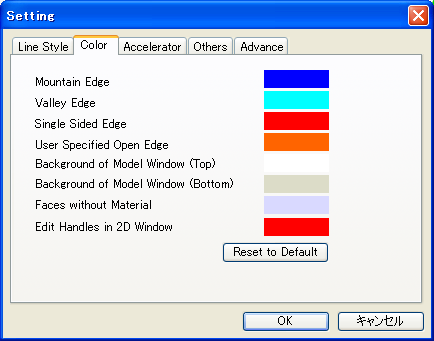 Setting
Line Style Color Accelerator Others Advance
Mountain Edge
Valley Edge
Single Sided Edge
User Specified Open Edge
Background of Model Window (Top)
Background of Model Window (Bottom)
Faces without Material
Edit Handles in 2D Window
Reset to Default
OK キャンセル